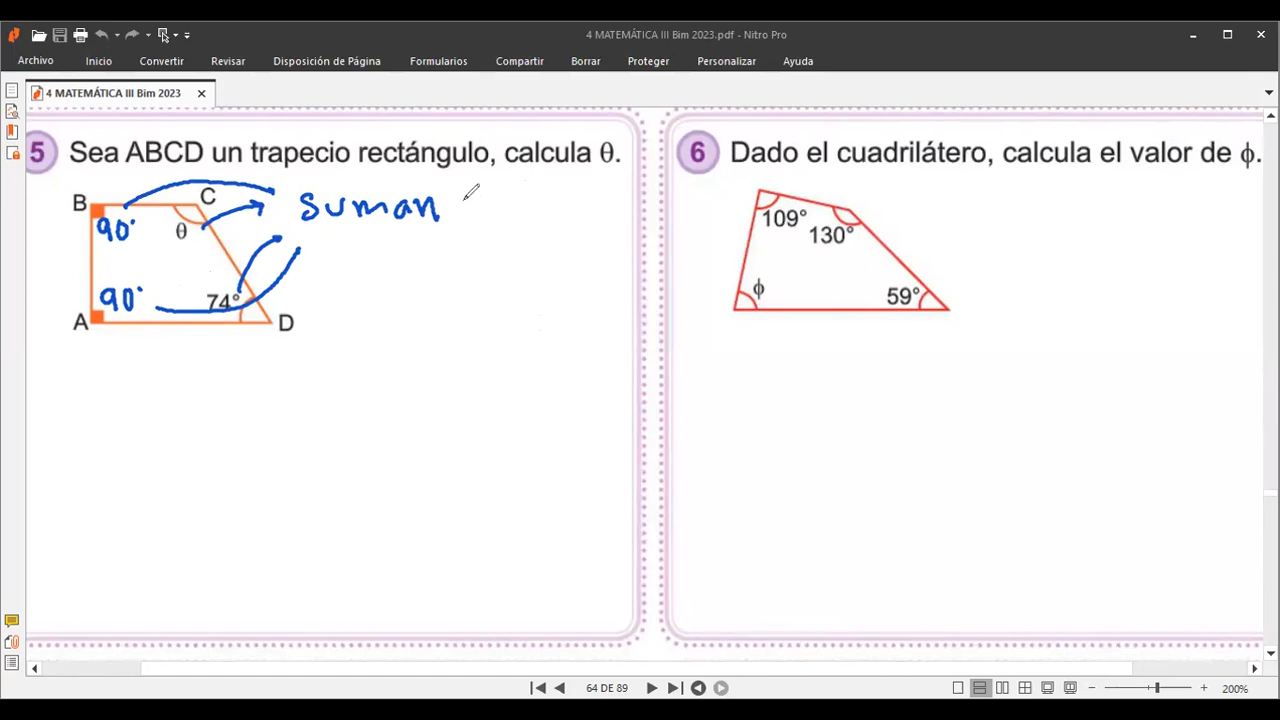 4 MATEMÁTICA III Bim 2023.pdf - Nitro Pro
Archivo Inicio Convertir Revisar Disposición de Página Formularios Compartir Borrar Proteger Personalizar Ayuda
4 MATEMÁTICA III Bim 2023
5 Sea ABCD un trapecio rectángulo, calcula θ.
B C
90° θ
suman
90° 74°
A D
6 Dado el cuadrilátero, calcula el valor de ϕ.
109° 130°
ϕ 59°
64 DE 89
200%